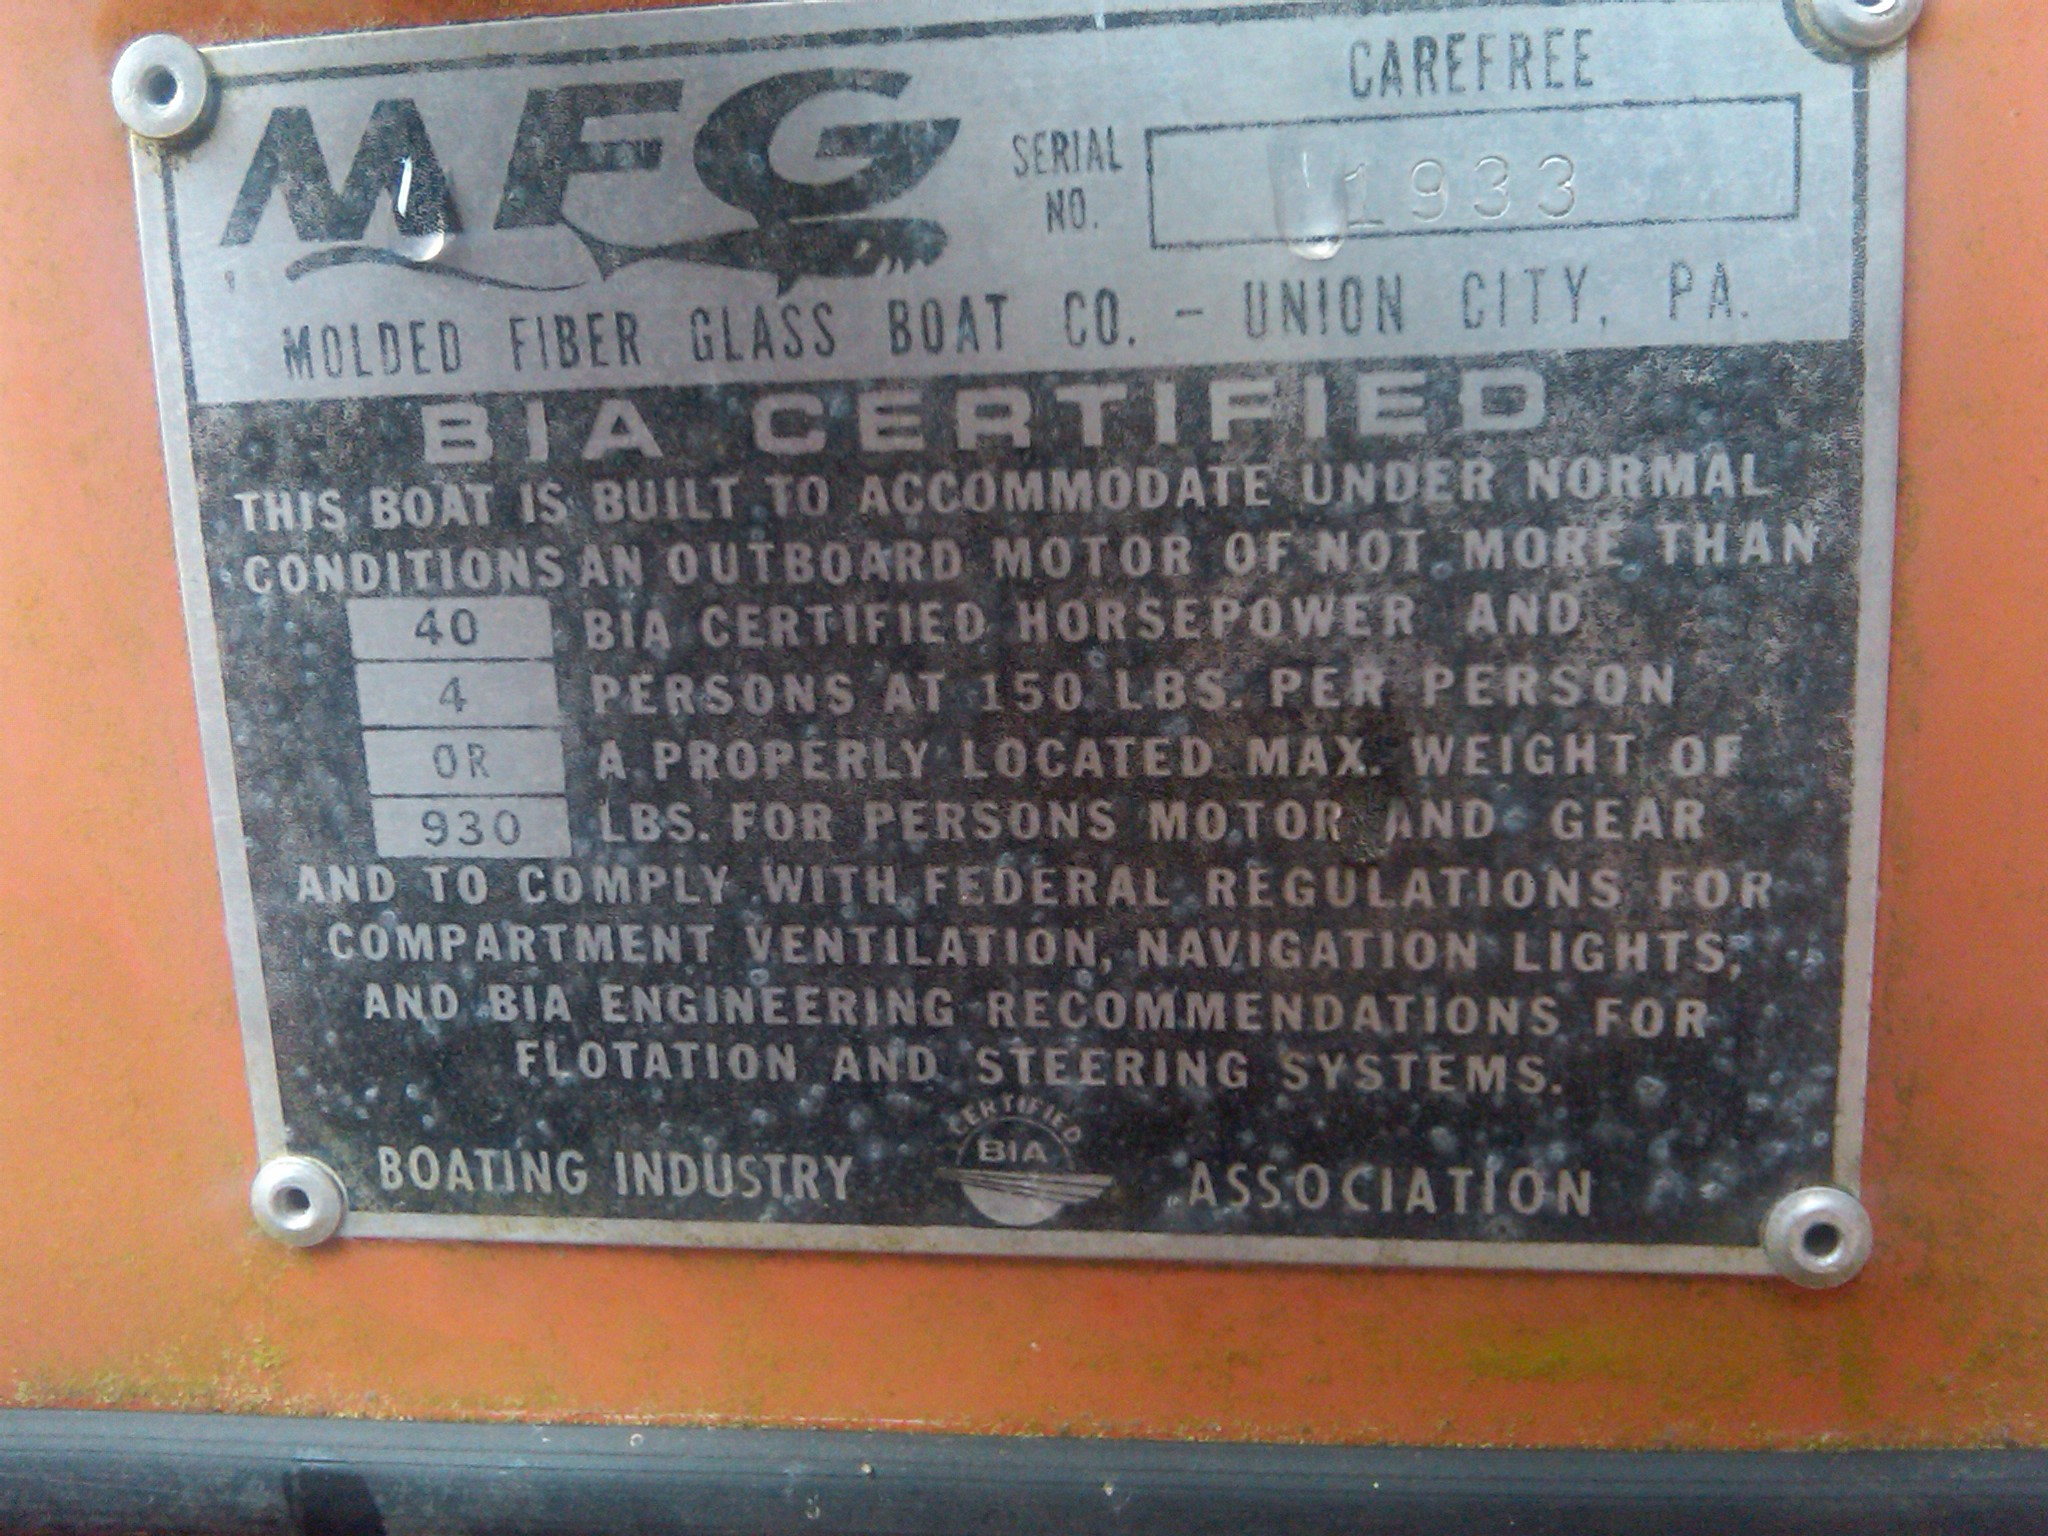 MFG
CAREFREE
SERIAL NO. 1933
MOLDED FIBER GLASS BOAT CO. - UNION CITY, PA.
BIA CERTIFIED
THIS BOAT IS BUILT TO ACCOMMODATE UNDER NORMAL
CONDITIONS AN OUTBOARD MOTOR OF NOT MORE THAN
40 BIA CERTIFIED HORSEPOWER AND
4 PERSONS AT 150 LBS. PER PERSON
OR A PROPERLY LOCATED MAX. WEIGHT OF
930 LBS. FOR PERSONS MOTOR AND GEAR
AND TO COMPLY WITH FEDERAL REGULATIONS FOR
COMPARTMENT VENTILATION, NAVIGATION LIGHTS,
AND BIA ENGINEERING RECOMMENDATIONS FOR
FLOTATION AND STEERING SYSTEMS.
CERTIFIED
BIA
BOATING INDUSTRY ASSOCIATION